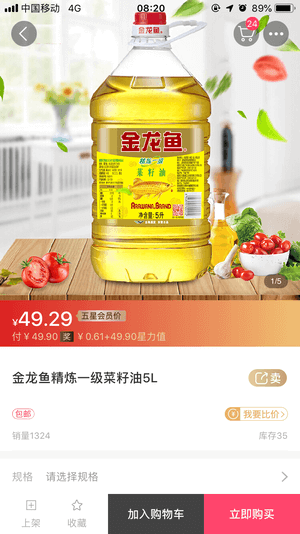 中国移动 4G 08:20 89%
24
金龙鱼
金龙鱼
精炼一级
菜籽油
ARAWANA BRAND
净含量:5升
1/5
¥49.29 五星会员价
付 ¥ 49.90 奖 ¥ 0.61+49.90星力值
金龙鱼精炼一级菜籽油5L
卖
包邮 我要比价
销量1324 库存35
规格 请选择规格
上架 收藏 加入购物车 立即购买